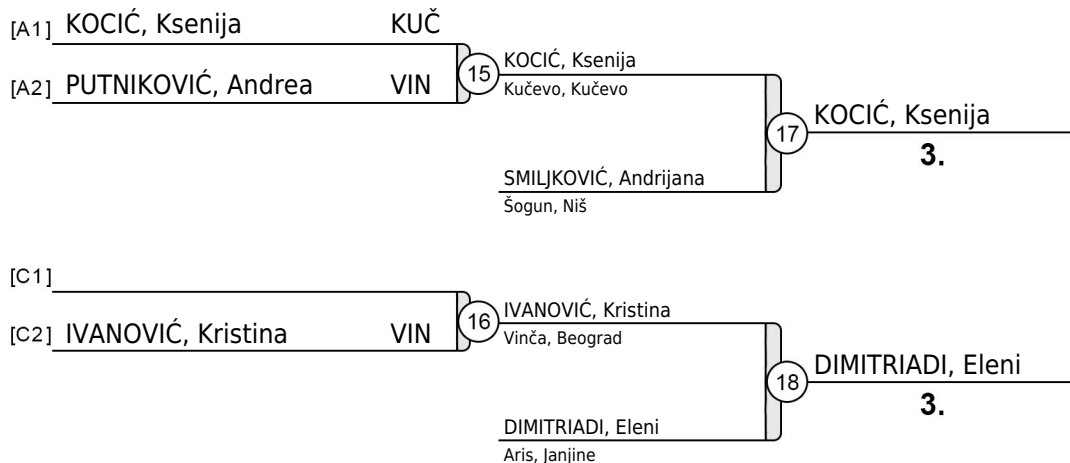 [A1] KOCIĆ, Ksenija KUČ
[A2] PUTNIKOVIĆ, Andrea VIN
15
KOCIĆ, Ksenija
Kučevo, Kučevo
SMILJKOVIĆ, Andrijana
Šogun, Niš
17
KOCIĆ, Ksenija
3.
[C1]
[C2] IVANOVIĆ, Kristina VIN
16
IVANOVIĆ, Kristina
Vinča, Beograd
DIMITRIADI, Eleni
Aris, Janjine
18
DIMITRIADI, Eleni
3.